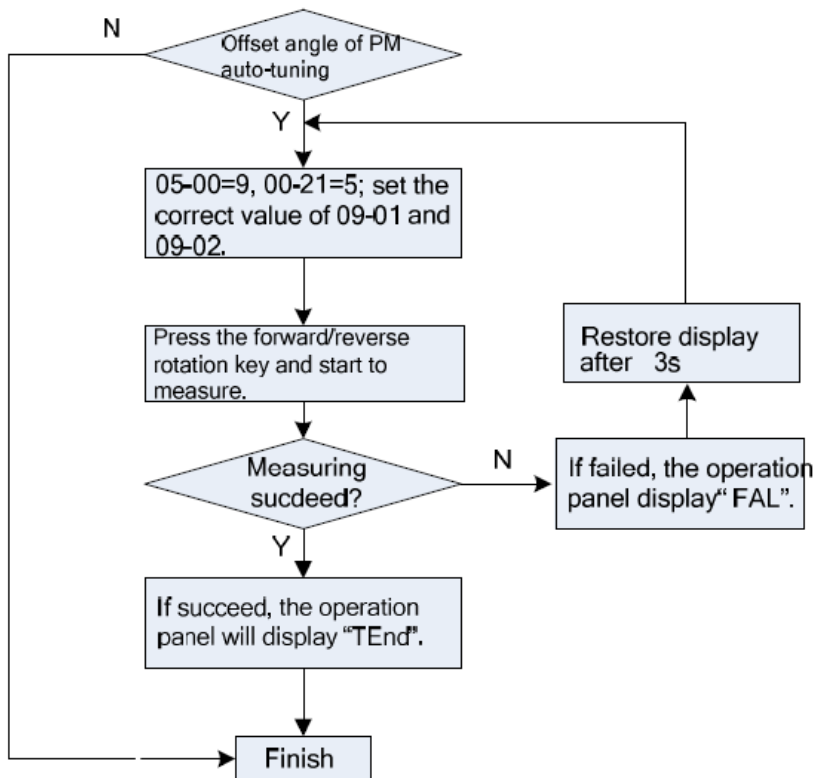 N
Offset angle of PM
auto-tuning
Y
05-00=9, 00-21=5; set the
correct value of 09-01 and
09-02.
Press the forward/reverse
rotation key and start to
measure.
Restore display
after 3s
Measuring
sucdeed?
N
If failed, the operation
panel display“ FAL”.
Y
If succeed, the operation
panel will display “TEnd”.
Finish